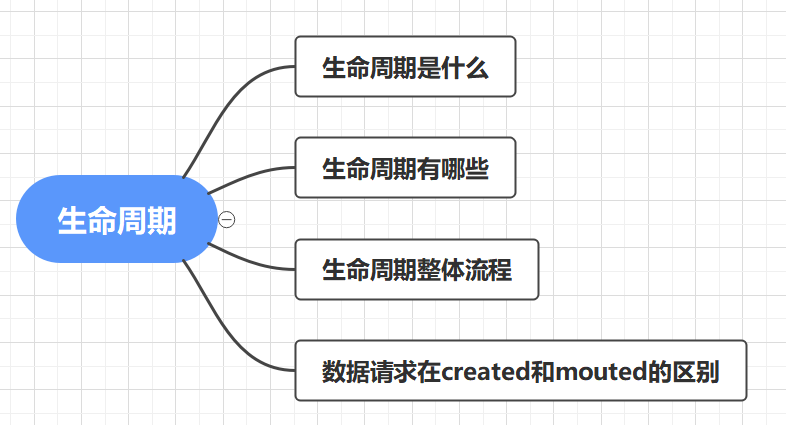 生命周期是什么
生命周期有哪些
生命周期
生命周期整体流程
数据请求在created和mouted的区别